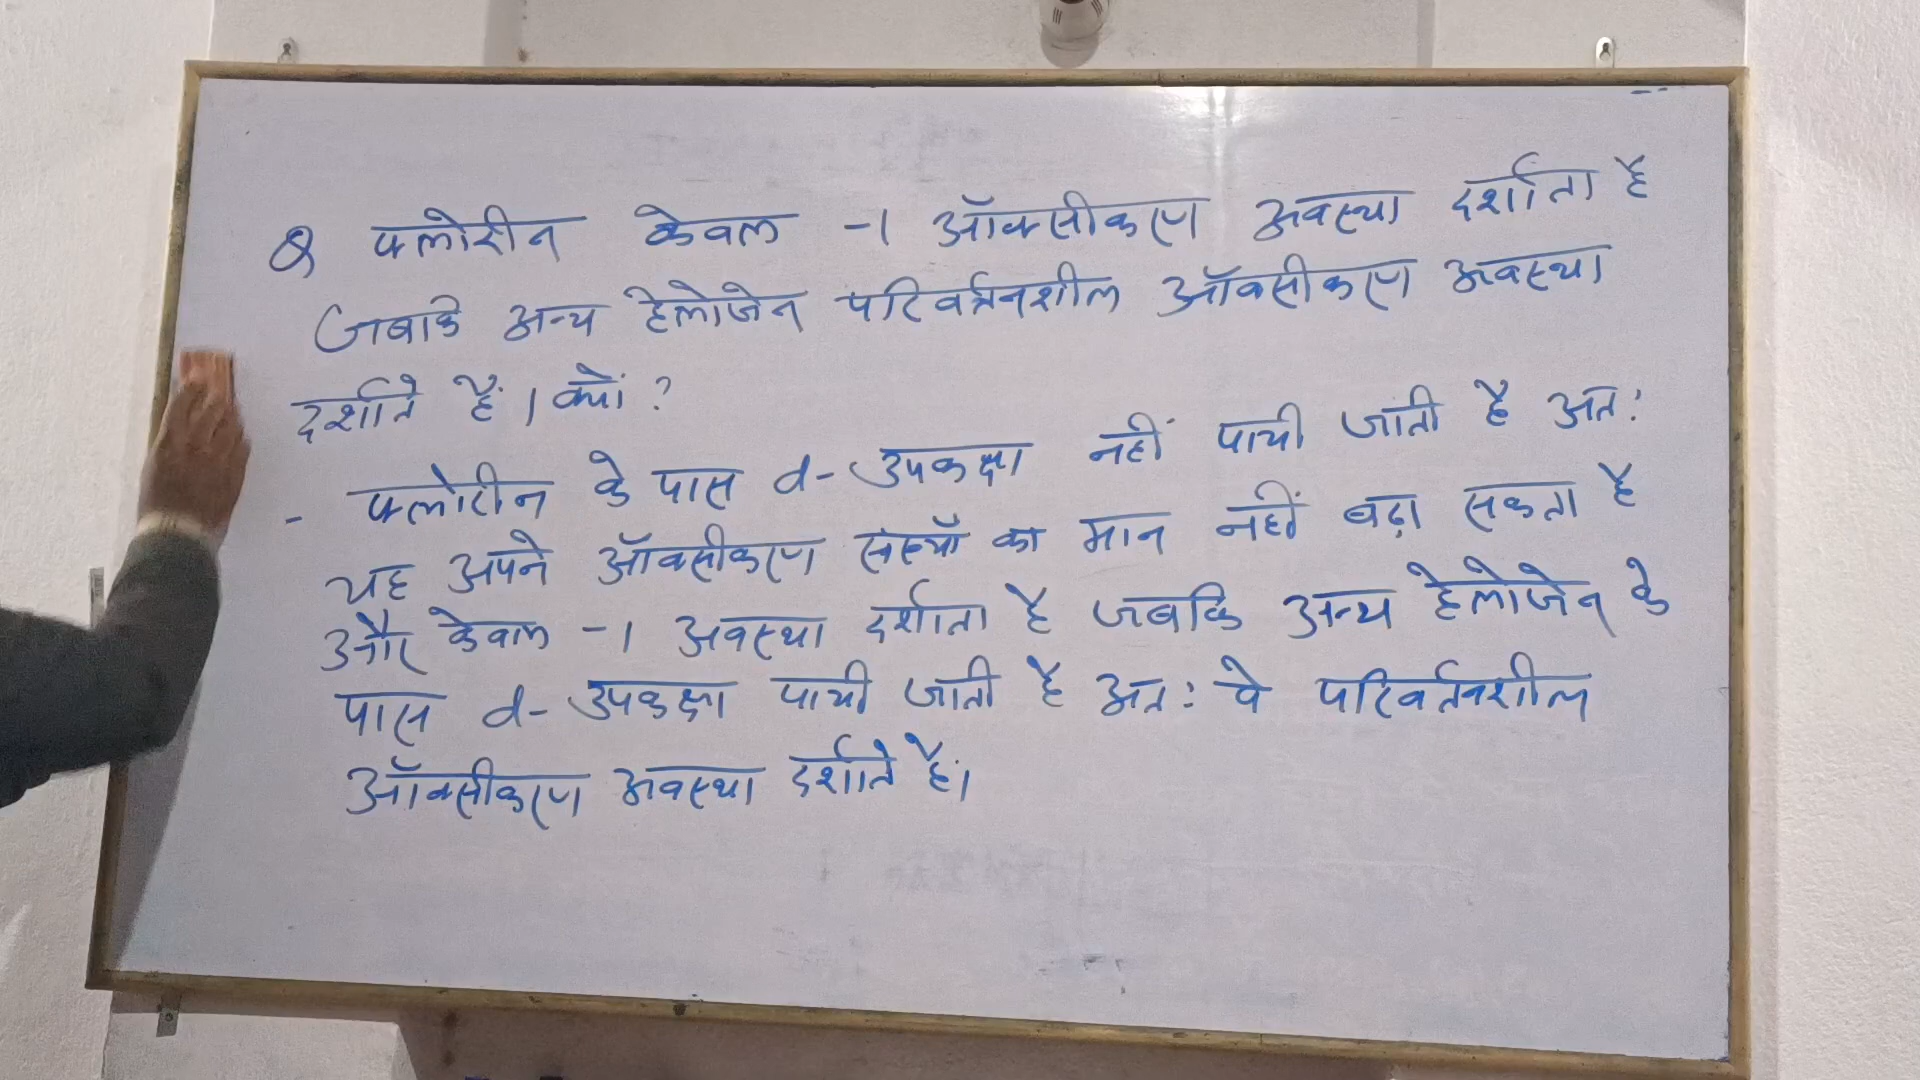 Q फ्लोरीन केवल -1 ऑक्सीकरण अवस्था दर्शाता है
जबकि अन्य हैलोजेन परिवर्तनशील ऑक्सीकरण अवस्था
दर्शाते हैं। क्यों ?
- फ्लोरीन के पास d- उपकक्षा नहीं पायी जाती है अत:
यह अपने ऑक्सीकरण संख्याँ का मान नहीं बढ़ा सकता है
और केवल -1 अवस्था दर्शाता है जबकि अन्य हैलोजेन के
पास d- उपकक्षा पायी जाती है अत: वे परिवर्तनशील
ऑक्सीकरण अवस्था दर्शाते हैं।